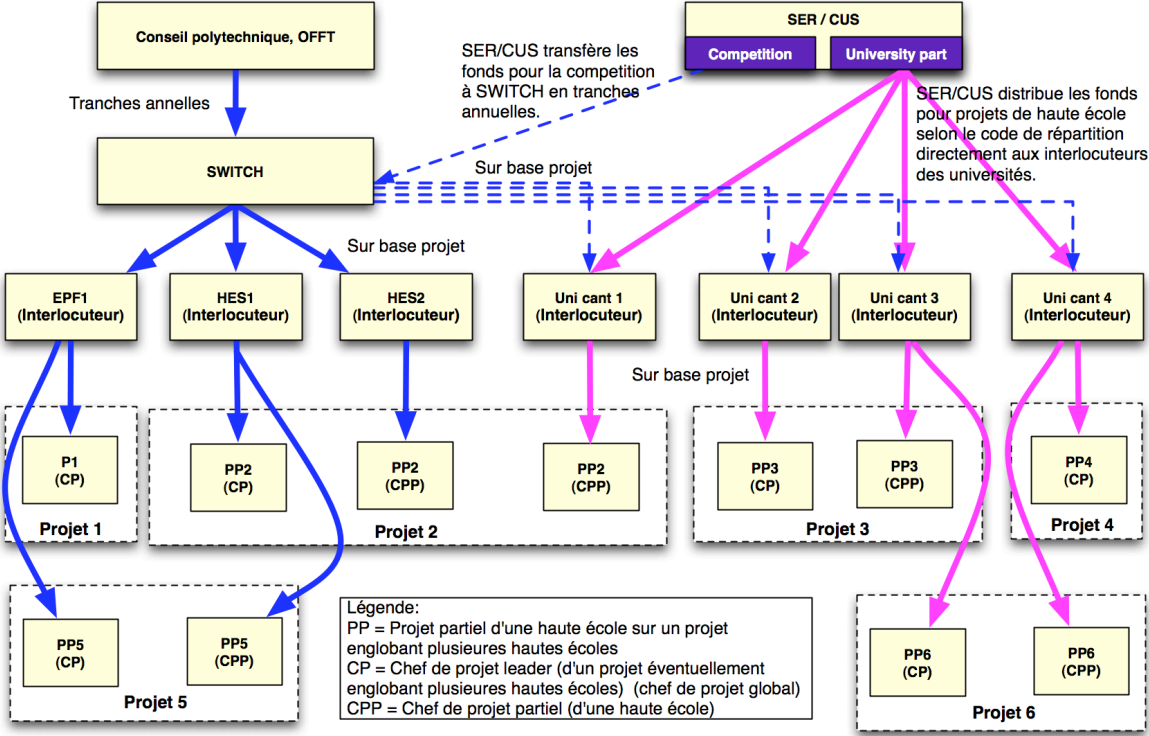 Conseil polytechnique, OFFT
SER / CUS
Competition
University part
SER/CUS transfère les
fonds pour la competition
à SWITCH en tranches
annuelles.
Tranches annelles
SER/CUS distribue les fonds
pour projets de haute école
selon le code de répartition
directement aux interlocuteurs
des universités.
SWITCH
Sur base projet
Sur base projet
EPF1
(Interlocuteur)
HES1
(Interlocuteur)
HES2
(Interlocuteur)
Uni cant 1
(Interlocuteur)
Uni cant 2
(Interlocuteur)
Uni cant 3
(Interlocuteur)
Uni cant 4
(Interlocuteur)
Sur base projet
P1
(CP)
Projet 1
PP2
(CP)
PP2
(CPP)
PP2
(CPP)
Projet 2
PP3
(CP)
PP3
(CPP)
Projet 3
PP4
(CP)
Projet 4
PP5
(CP)
PP5
(CPP)
Projet 5
Légende:
PP = Projet partiel d'une haute école sur un projet
englobant plusieures hautes écoles
CP = Chef de projet leader (d'un projet éventuellement
englobant plusieures hautes écoles)  (chef de projet global)
CPP = Chef de projet partiel (d'une haute école)
PP6
(CP)
PP6
(CPP)
Projet 6